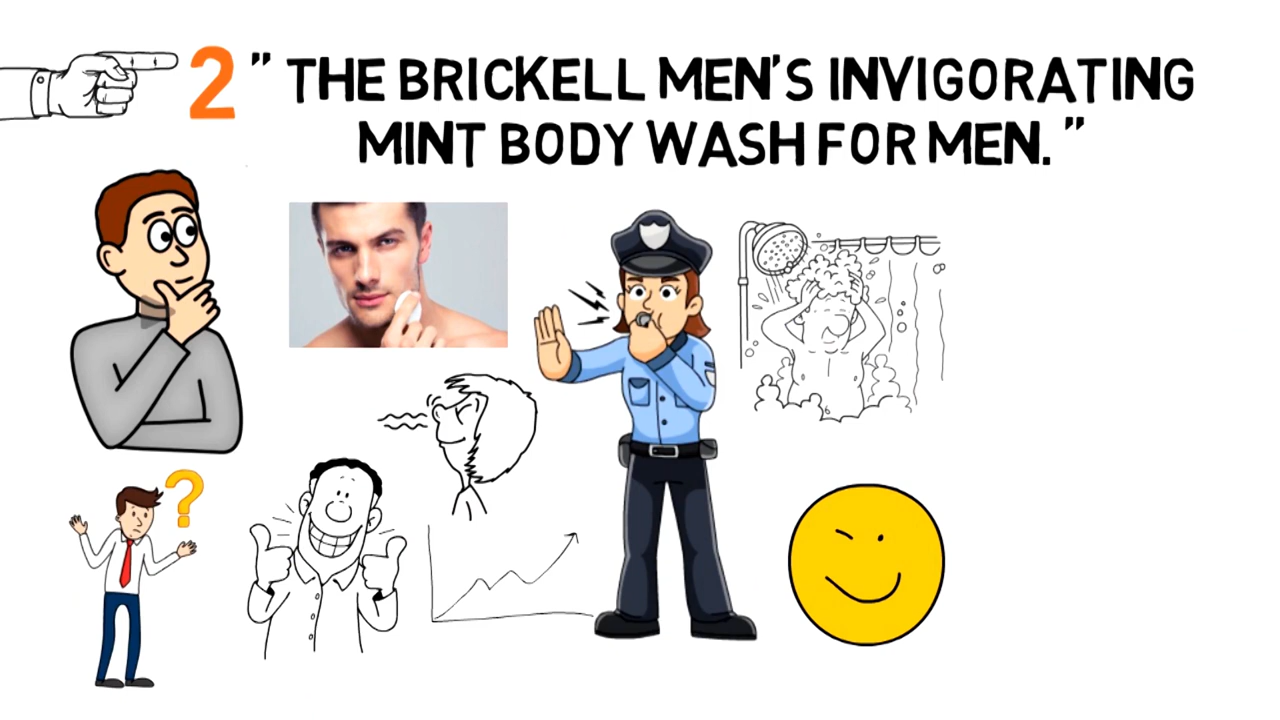 2 " THE BRICKELL MEN'S INVIGORATING
MINT BODY WASH FOR MEN."
?